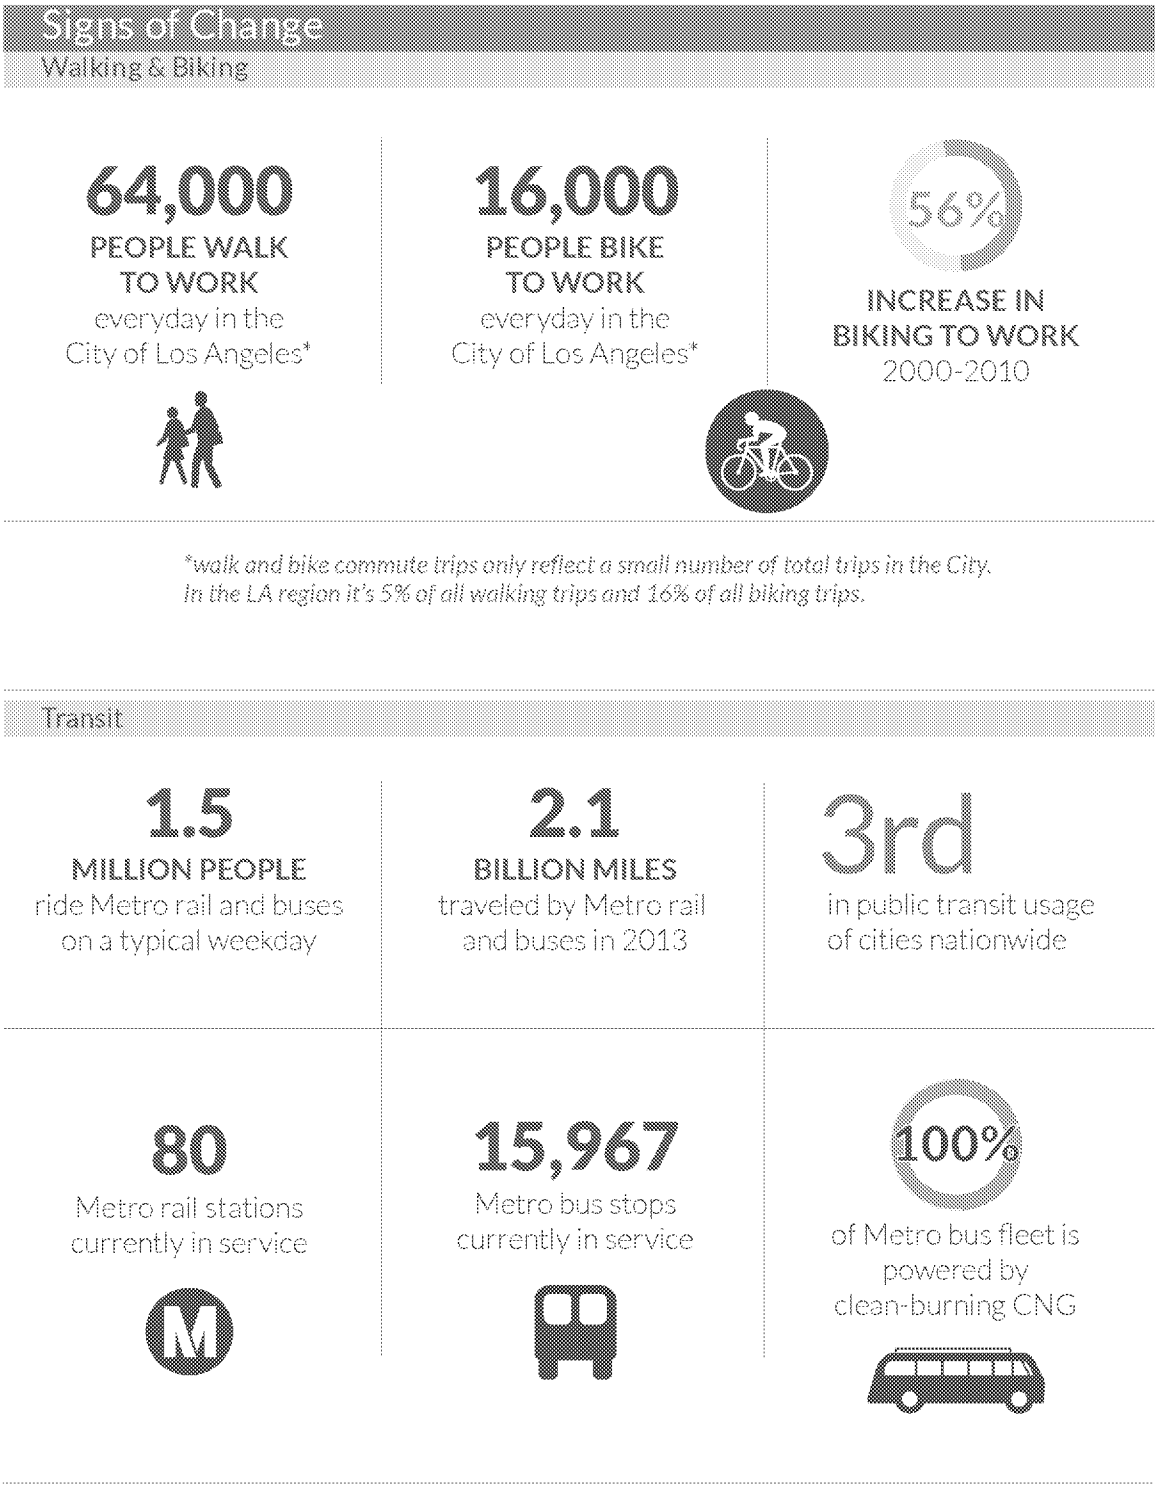 Signs of Change
Walking & Biking
64,000
PEOPLE WALK
TO WORK
everyday in the
City of Los Angeles*
16,000
PEOPLE BIKE
TO WORK
everyday in the
City of Los Angeles*
56%
INCREASE IN
BIKING TO WORK
2000-2010
*walk and bike commute trips only reflect a small number of total trips in the City.
In the LA region it's 5% of all walking trips and 16% of all biking trips.
Transit
1.5
MILLION PEOPLE
ride Metro rail and buses
on a typical weekday
2.1
BILLION MILES
traveled by Metro rail
and buses in 2013
3rd
in public transit usage
of cities nationwide
80
Metro rail stations
currently in service
M
15,967
Metro bus stops
currently in service
100%
of Metro bus fleet is
powered by
clean-burning CNG